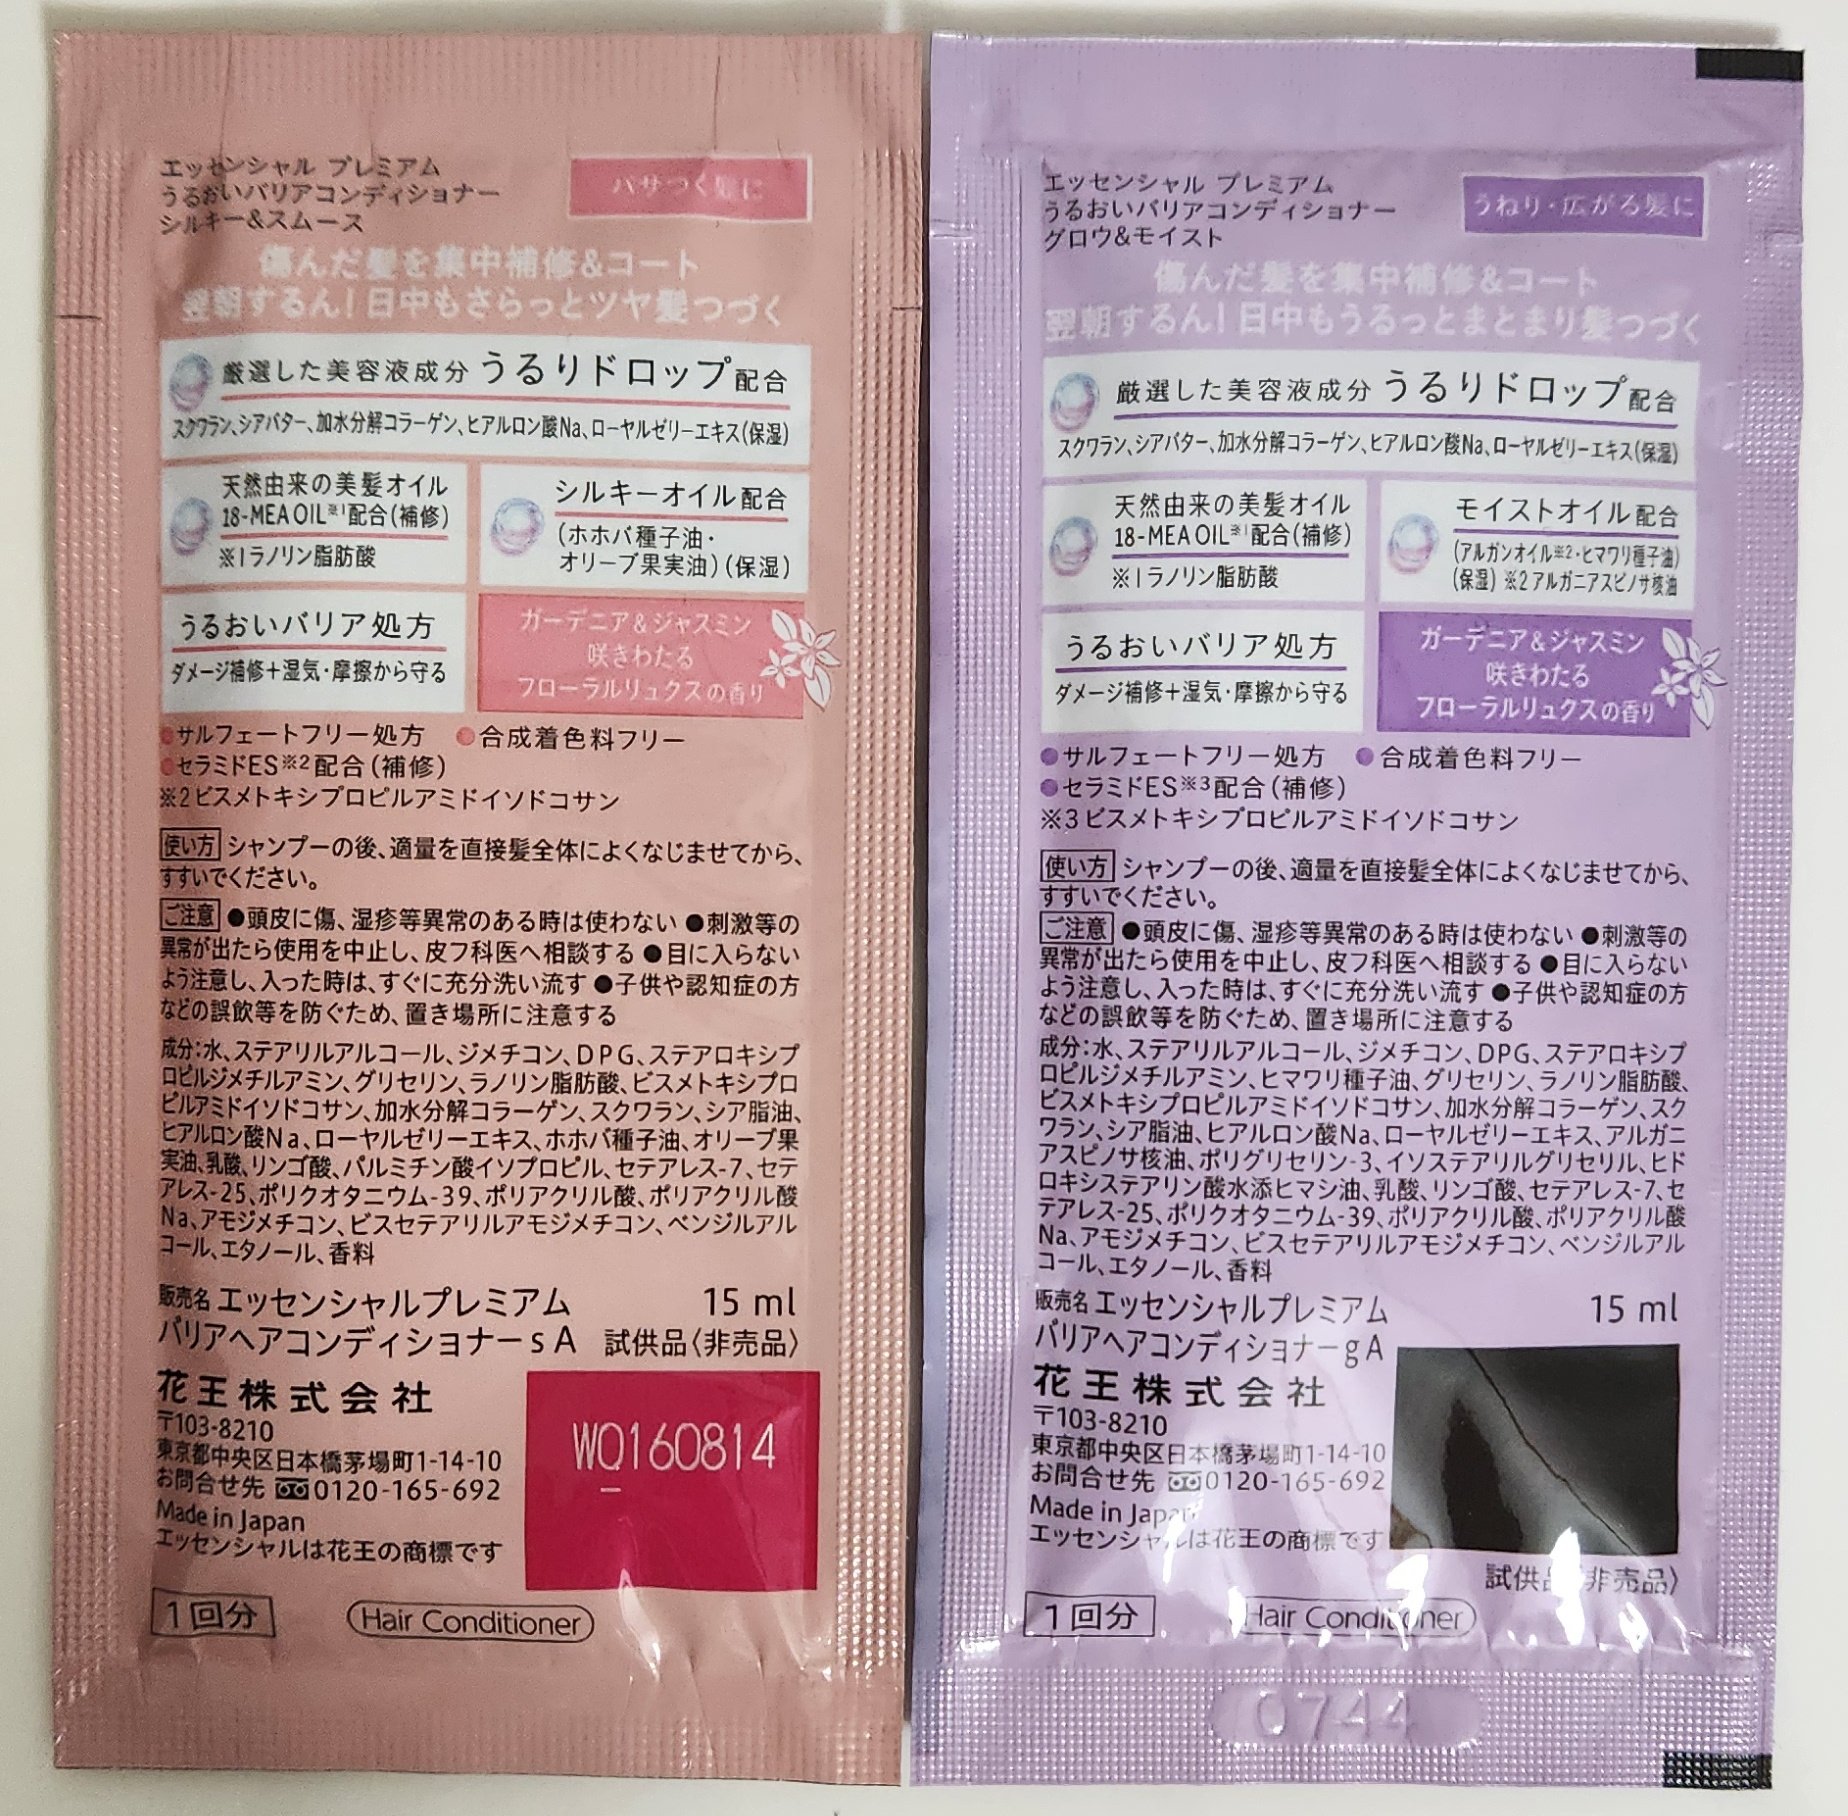 エッセンシャル プレミアム
うるおいバリアコンディショナー
シルキー&スムース
パサつく髪に
傷んだ髪を集中補修&コート
翌朝するん!日中もさらっとツヤ髪つづく
厳選した美容液成分 うるりドロップ配合
スクワラン、シアバター、加水分解コラーゲン、ヒアルロン酸Na、ローヤルゼリーエキス(保湿)
天然由来の美髪オイル
18-MEA OIL※1配合(補修)
※1ラノリン脂肪酸
シルキーオイル配合
(ホホバ種子油・
オリーブ果実油)(保湿)
うるおいバリア処方
ダメージ補修+湿気・摩擦から守る
ガーデニア&ジャスミン
咲きわたる
フローラルリュクスの香り
●サルフェートフリー処方 ●合成着色料フリー
●セラミドES※2配合(補修)
※2ビスメトキシプロピルアミドイソドコサン
使い方 シャンプーの後、適量を直接髪全体によくなじませてから、
すすいでください。
ご注意 ●頭皮に傷、湿疹等異常のある時は使わない ●刺激等の
異常が出たら使用を中止し、皮フ科医へ相談する ●目に入らない
よう注意し、入った時は、すぐに充分洗い流す ●子供や認知症の方
などの誤飲等を防ぐため、置き場所に注意する
成分:水、ステアリルアルコール、ジメチコン、DPG、ステアロキシプ
ロピルジメチルアミン、グリセリン、ラノリン脂肪酸、ビスメトキシプロ
ピルアミドイソドコサン、加水分解コラーゲン、スクワラン、シア脂油、
ヒアルロン酸Na、ローヤルゼリーエキス、ホホバ種子油、オリーブ果
実油、乳酸、リンゴ酸、パルミチン酸イソプロピル、セテアレス-7、セテ
アレス-25、ポリクオタニウム-39、ポリアクリル酸、ポリアクリル酸
Na、アモジメチコン、ビスセテアリルアモジメチコン、ベンジルアル
コール、エタノール、香料
販売名 エッセンシャルプレミアム
バリアヘアコンディショナーsA
15 ml
試供品〈非売品〉
花王株式会社
〒103-8210
東京都中央区日本橋茅場町1-14-10
お問合せ先 0120-165-692
Made in Japan
エッセンシャルは花王の商標です
WQ160814
1回分
Hair Conditioner
エッセンシャル プレミアム
うるおいバリアコンディショナー
グロウ&モイスト
うねり・広がる髪に
傷んだ髪を集中補修&コート
翌朝するん!日中もうるっとまとまり髪つづく
厳選した美容液成分 うるりドロップ配合
スクワラン、シアバター、加水分解コラーゲン、ヒアルロン酸Na、ローヤルゼリーエキス(保湿)
天然由来の美髪オイル
18-MEA OIL※1配合(補修)
※1ラノリン脂肪酸
モイストオイル配合
(アルガンオイル※2・ヒマワリ種子油)
(保湿) ※2アルガニアスピノサ核油
うるおいバリア処方
ダメージ補修+湿気・摩擦から守る
ガーデニア&ジャスミン
咲きわたる
フローラルリュクスの香り
●サルフェートフリー処方 ●合成着色料フリー
●セラミドES※3配合(補修)
※3ビスメトキシプロピルアミドイソドコサン
使い方 シャンプーの後、適量を直接髪全体によくなじませてから、
すすいでください。
ご注意 ●頭皮に傷、湿疹等異常のある時は使わない ●刺激等の
異常が出たら使用を中止し、皮フ科医へ相談する ●目に入らない
よう注意し、入った時は、すぐに充分洗い流す ●子供や認知症の方
などの誤飲等を防ぐため、置き場所に注意する
成分:水、ステアリルアルコール、ジメチコン、DPG、ステアロキシプ
ロピルジメチルアミン、ヒマワリ種子油、グリセリン、ラノリン脂肪酸、
ビスメトキシプロピルアミドイソドコサン、加水分解コラーゲン、スク
ワラン、シア脂油、ヒアルロン酸Na、ローヤルゼリーエキス、アルガニ
アスピノサ核油、ポリグリセリン-3、イソステアリルグリセリル、ヒド
ロキシステアリン酸水添ヒマシ油、乳酸、リンゴ酸、セテアレス-7、セ
テアレス-25、ポリクオタニウム-39、ポリアクリル酸、ポリアクリル酸
Na、アモジメチコン、ビスセテアリルアモジメチコン、ベンジルアル
コール、エタノール、香料
販売名 エッセンシャルプレミアム
バリアヘアコンディショナーgA
15 ml
花王株式会社
〒103-8210
東京都中央区日本橋茅場町1-14-10
お問合せ先 0120-165-692
Made in Japan
エッセンシャルは花王の商標です
試供品〈非売品〉
1回分
Hair Conditioner
0744